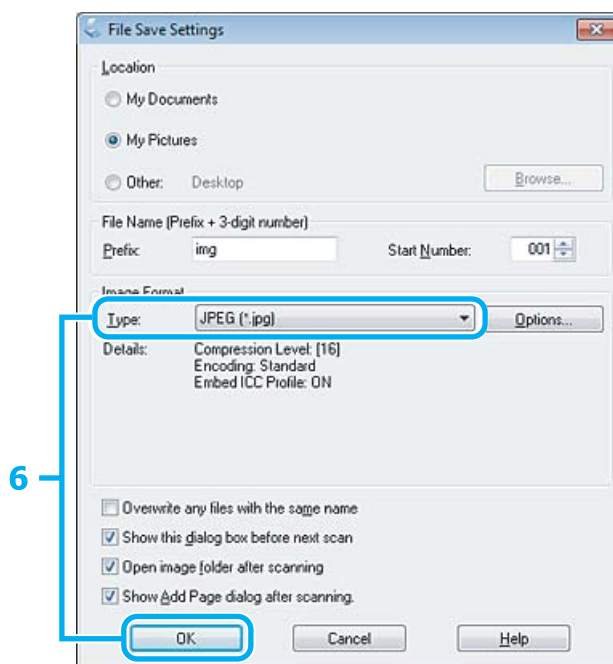 File Save Settings
Location
My Documents
My Pictures
Other: Desktop Browse...
File Name (Prefix + 3-digit number)
Prefix: img Start Number: 001
Image Format
Type: JPEG (*.jpg) Options...
Details: Compression Level: [16]
Encoding: Standard
Embed ICC Profile: ON
6
Overwrite any files with the same name
Show this dialog box before next scan
Open image folder after scanning
Show Add Page dialog after scanning.
OK Cancel Help